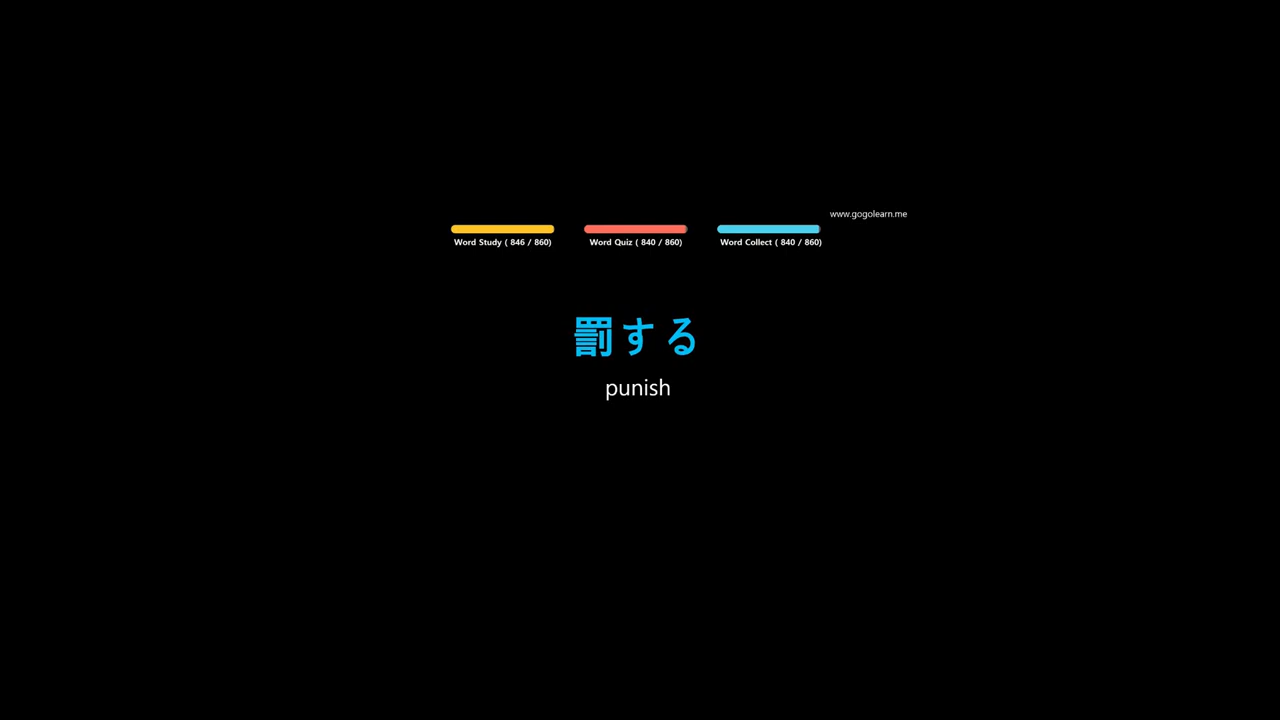 www.gogolearn.me
Word Study ( 846 / 860)
Word Quiz ( 840 / 860)
Word Collect ( 840 / 860)
罰する
punish